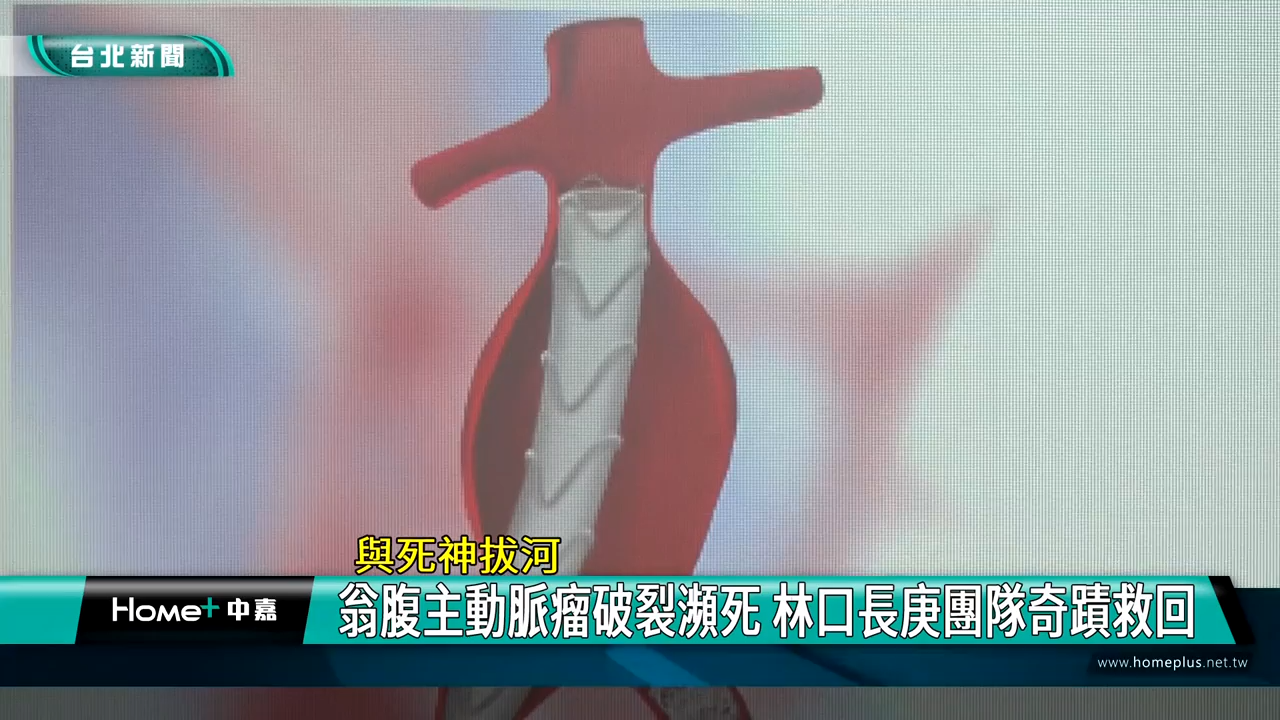 台北新聞
與死神拔河
Home+ 中嘉
翁腹主動脈瘤破裂瀕死 林口長庚團隊奇蹟救回
www.homeplus.net.tw